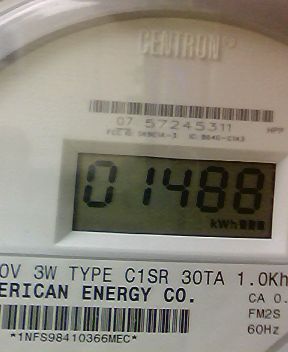 CENTRON®
07 57245311
HPP
01488
kWh
0V 3W TYPE C1SR 30TA 1.0Kh
ERICAN ENERGY CO.
CA 0.
FM2S
60Hz
*1NFS98410366MEC*